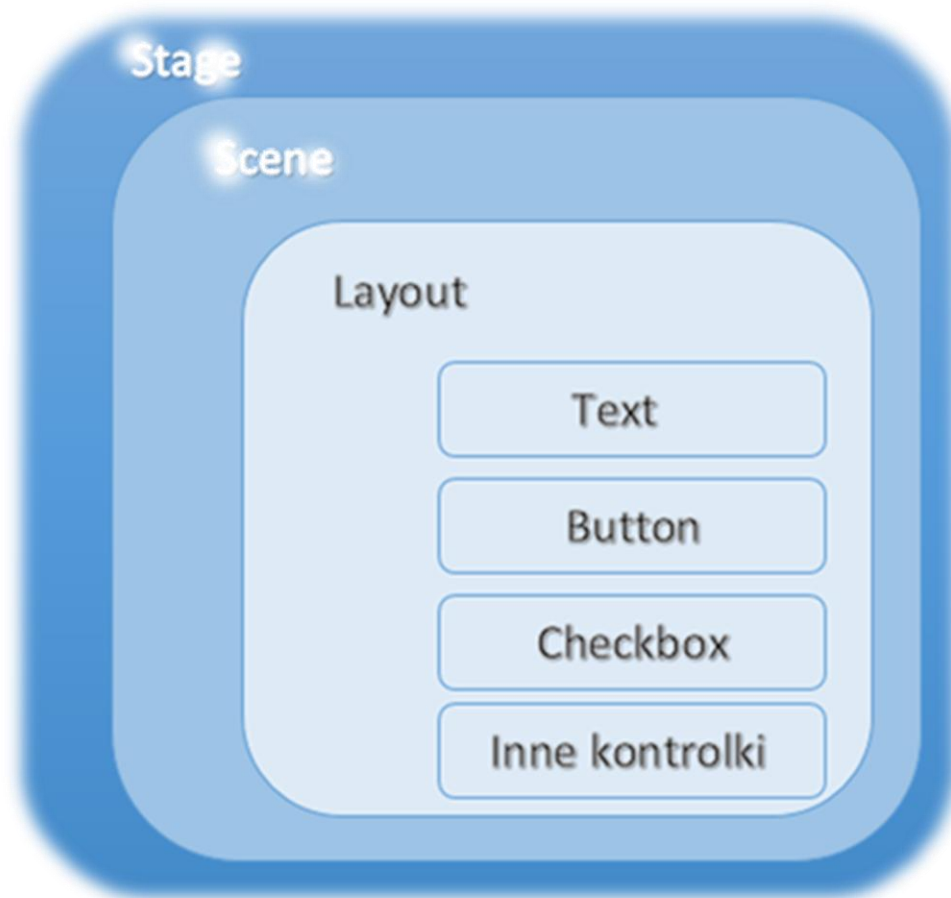 Stage
Scene
Layout
Text
Button
Checkbox
Inne kontrolki